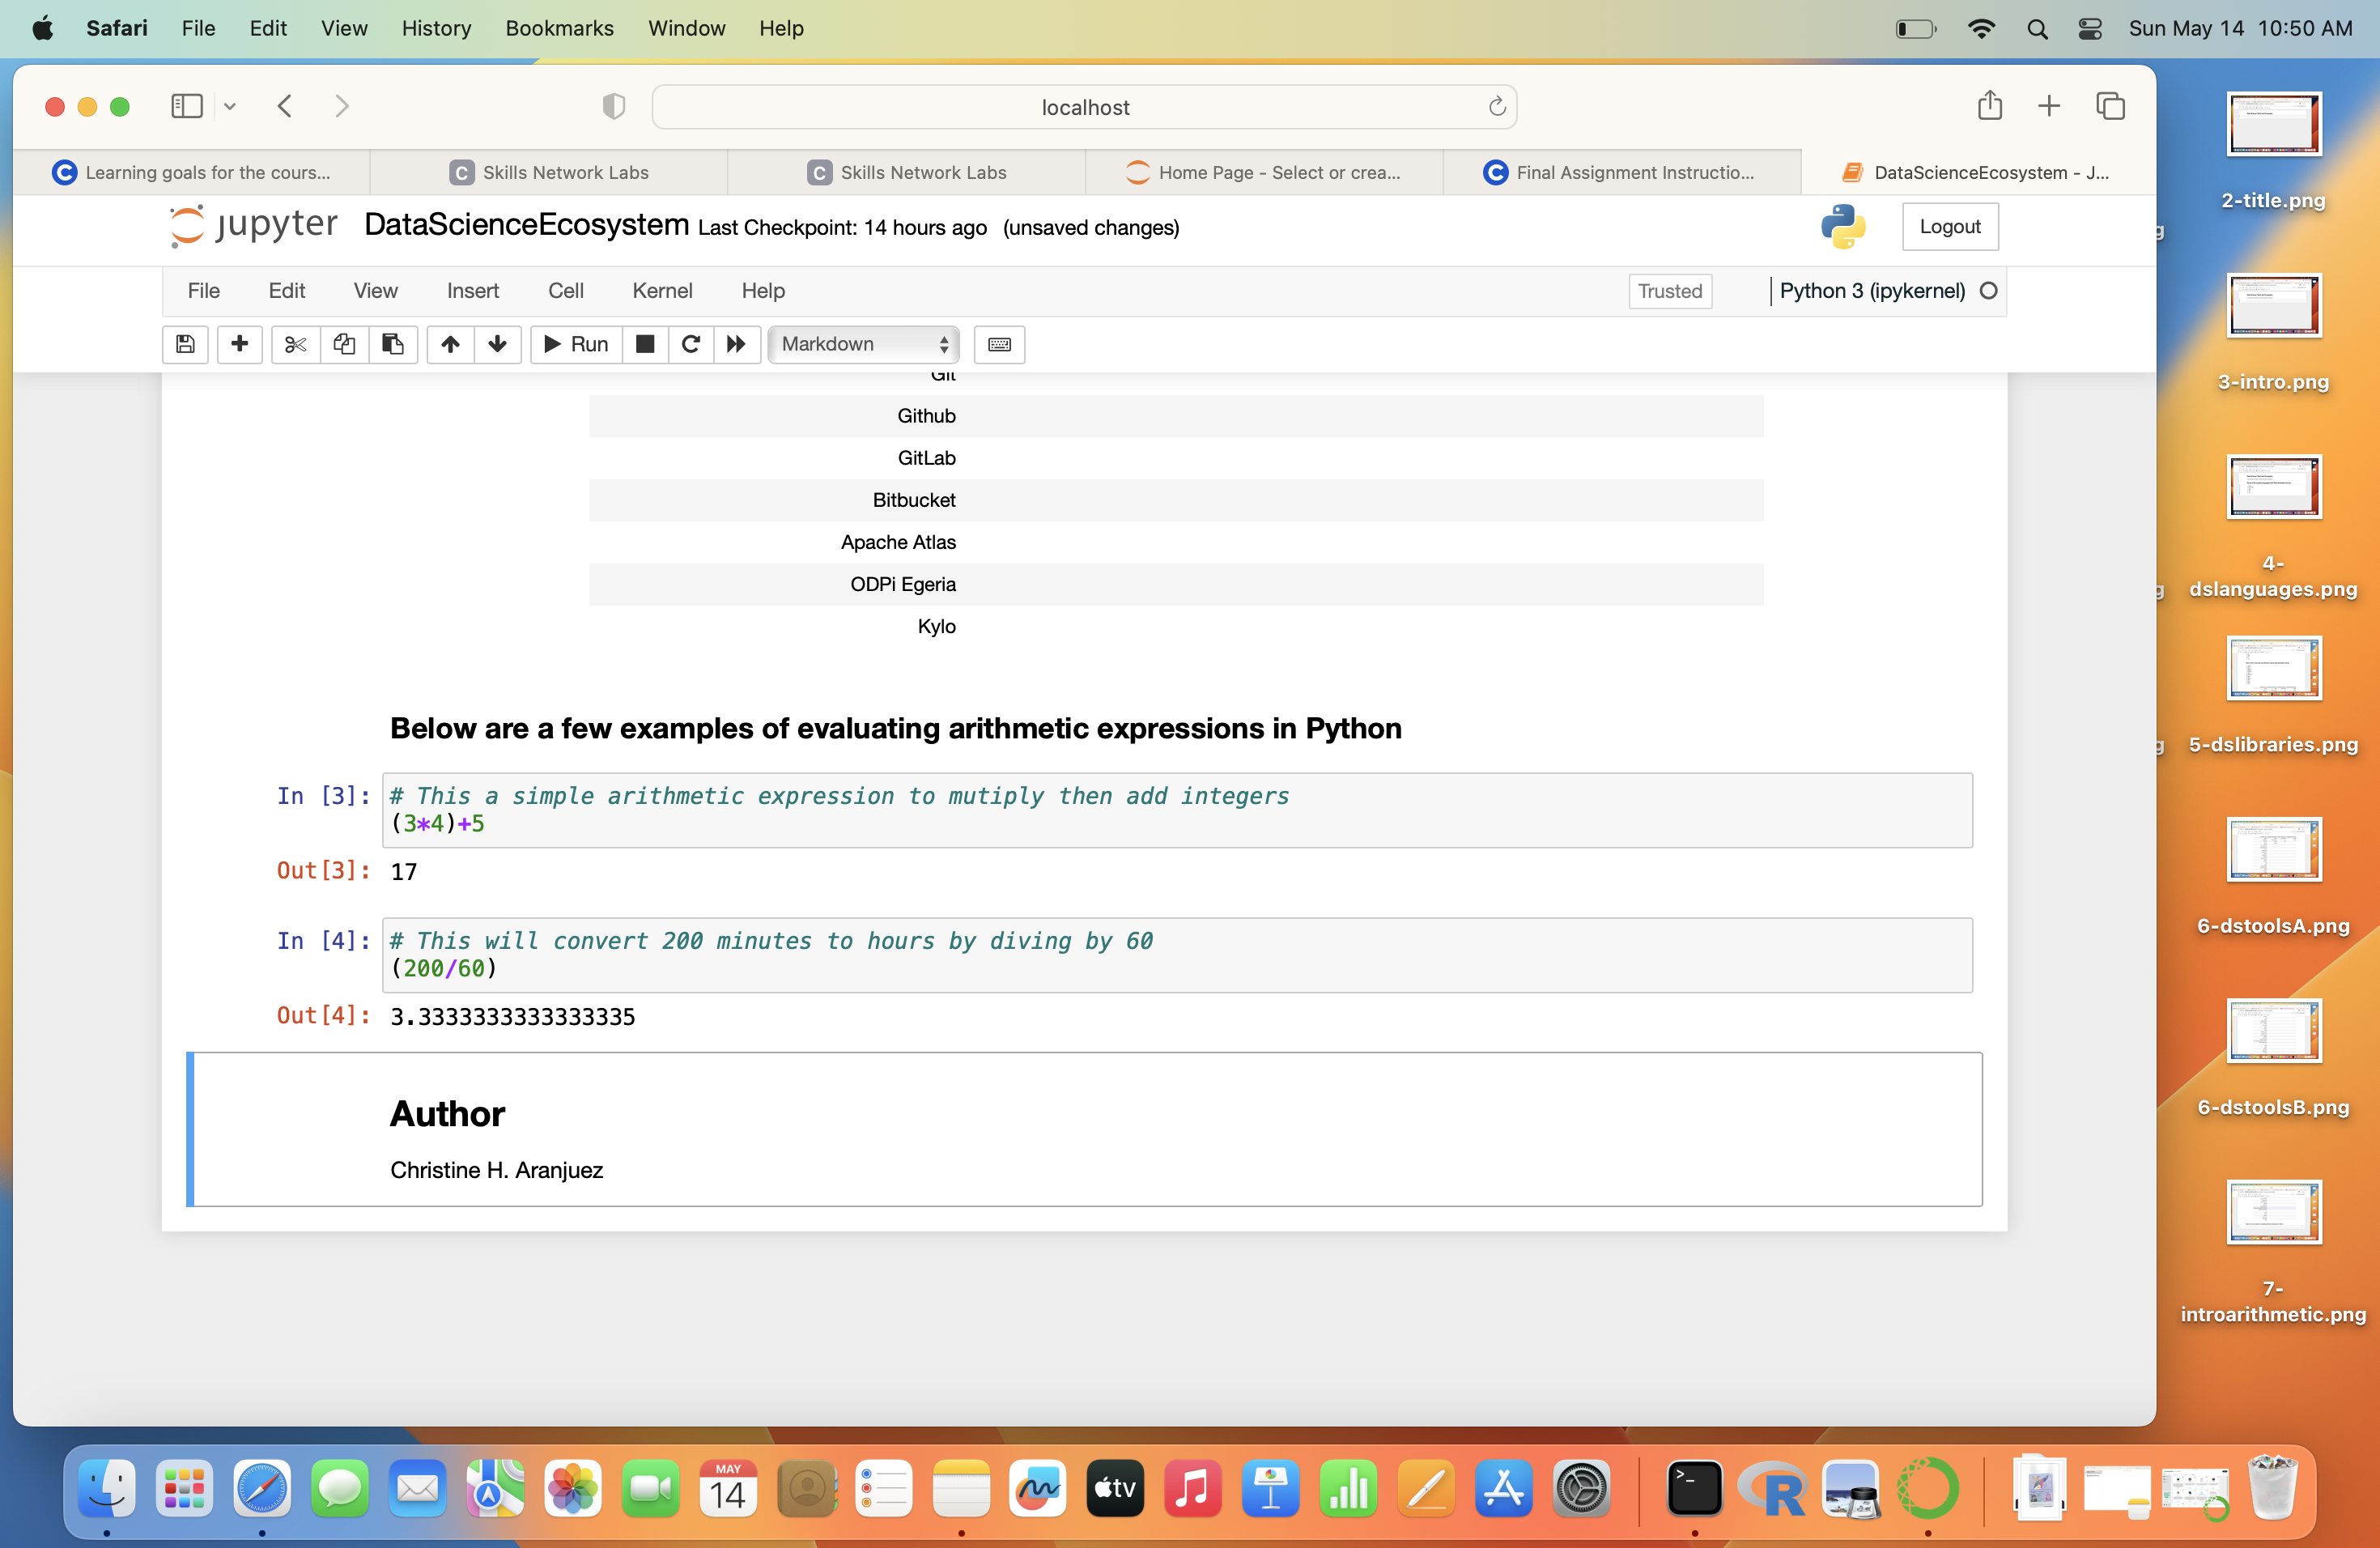 Safari File Edit View History Bookmarks Window Help Sun May 14 10:50 AM
localhost
Learning goals for the cours... C Skills Network Labs C Skills Network Labs Home Page - Select or crea... Final Assignment Instructio... DataScienceEcosystem - J...
jupyter DataScienceEcosystem Last Checkpoint: 14 hours ago (unsaved changes) Logout
File Edit View Insert Cell Kernel Help Trusted Python 3 (ipykernel)
Run Markdown
Git
Github
GitLab
Bitbucket
Apache Atlas
ODPi Egeria
Kylo
Below are a few examples of evaluating arithmetic expressions in Python
In [3]: # This a simple arithmetic expression to mutiply then add integers
(3*4)+5
Out[3]: 17
In [4]: # This will convert 200 minutes to hours by diving by 60
(200/60)
Out[4]: 3.3333333333333335
Author
Christine H. Aranjuez
2-title.png
3-intro.png
4-
dslanguages.png
5-dslibraries.png
6-dstoolsA.png
6-dstoolsB.png
7-
introarithmetic.png
MAY
14
tv
R